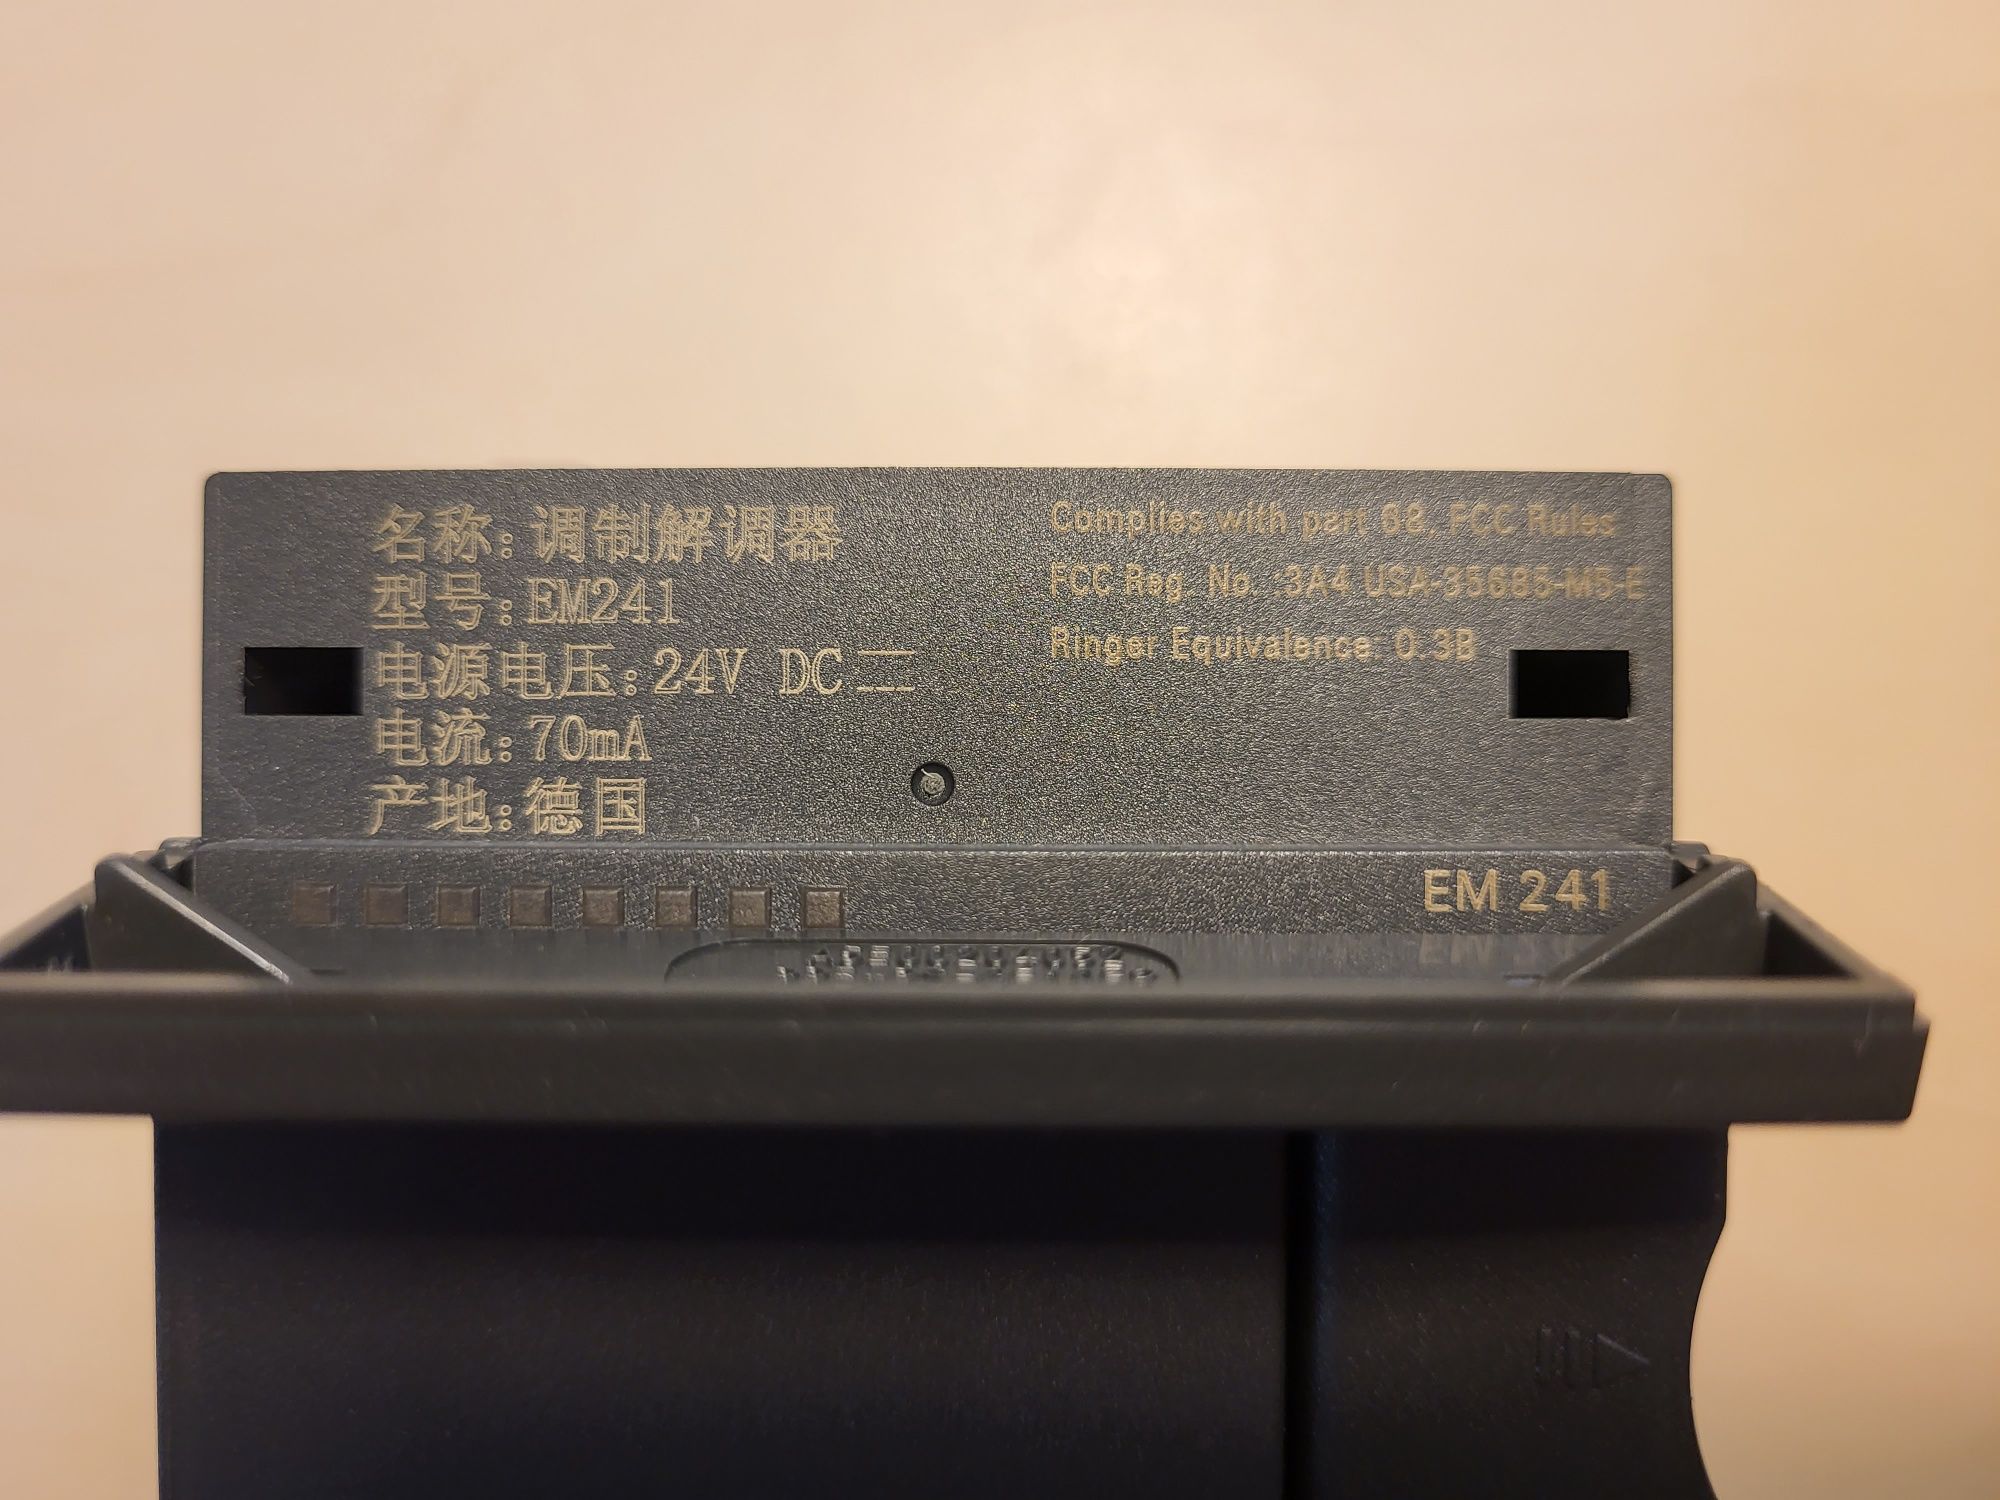 名称: 调制解调器
型号: EM241
电源电压: 24V DC
电流: 70mA
产地: 德国
Complies with part 68, FCC Rules
FCC Reg. No. :3A4 USA-35685-M5-E
Ringer Equivalence: 0.3B
EM 241